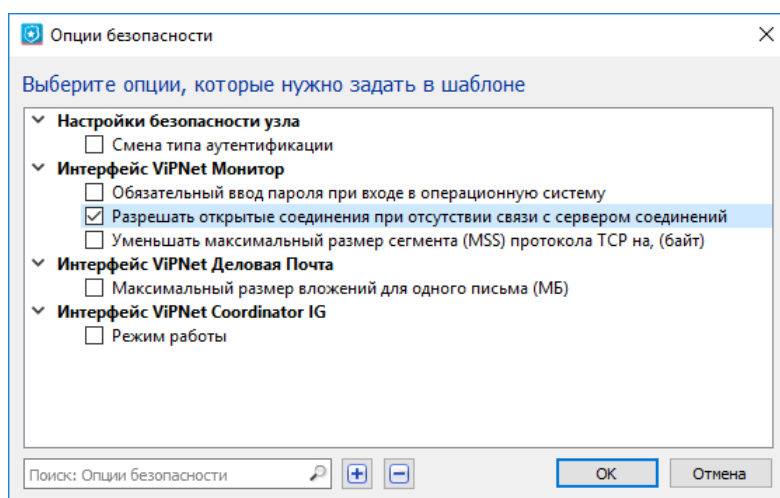 Опции безопасности
Выберите опции, которые нужно задать в шаблоне
Настройки безопасности узла
Смена типа аутентификации
Интерфейс ViPNet Монитор
Обязательный ввод пароля при входе в операционную систему
Разрешать открытые соединения при отсутствии связи с сервером соединений
Уменьшать максимальный размер сегмента (MSS) протокола TCP на, (байт)
Интерфейс ViPNet Деловая Почта
Максимальный размер вложений для одного письма (МБ)
Интерфейс ViPNet Coordinator IG
Режим работы
Поиск: Опции безопасности OK Отмена